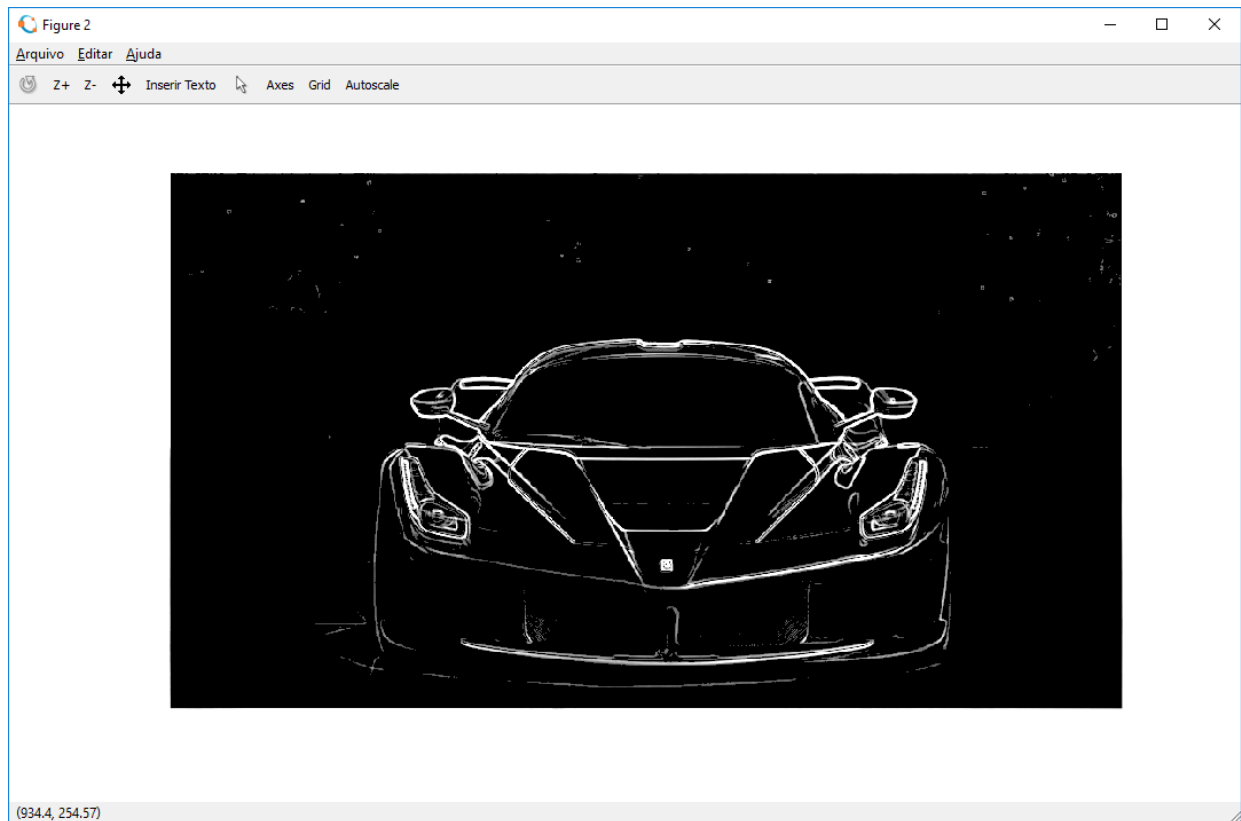 Figure 2
Arquivo Editar Ajuda
Z+ Z- Inserir Texto Axes Grid Autoscale
(934.4, 254.57)